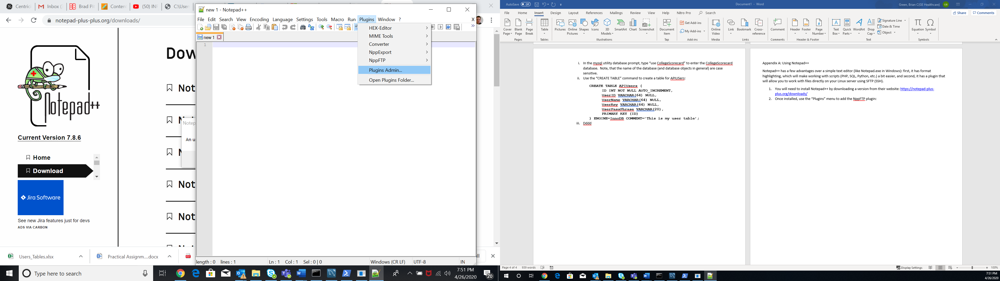 Centrici
Inbox (
Brad Pit
Conten
(50) INF
C:\User
notepad-plus-plus.org/downloads/
Notepad++
Current Version 7.8.6
Home
Download
Jira Software
See new Jira features just for devs
ADS VIA CARBON
Dow
Not
Not
Not
Not
Notep
An u
Users_Tables.xlsx
Practical Assignm....docx
Type here to search
new 1 - Notepad++
File Edit Search View Encoding Language Settings Tools Macro Run Plugins Window ? X
new 1
1
HEX-Editor
MIME Tools
Converter
NppExport
NppFTP
Plugins Admin...
Open Plugins Folder...
length : 0 lines : 1 Ln : 1 Col : 1 Sel : 0 | 0 Windows (CR LF) UTF-8 IN
7:51 PM
4/26/2020
20
AutoSave Off
Document1 - Word
Green, Brian C(GE Healthcare) GB
File Home Insert Design Layout References Mailings Review View Help Nitro Pro Search
Share Comments
Cover Page
Blank Page
Page Break
Pages
Table
Tables
Pictures
Online Pictures
Shapes
Icons
3D Models
SmartArt
Chart
Screenshot
Illustrations
Document Item
Tap
Get Add-ins
My Add-ins
Add-ins
Online Video
Media
Link
Bookmark
Cross-reference
Links
Comment
Comments
Header
Footer
Page Number
Header & Footer
Text Box
Quick Parts
WordArt
Drop Cap
Signature Line
Date & Time
Object
Text
Equation
Symbol
Symbols
i. In the mysql utility database prompt, type “use CollegeScorecard” to enter the CollegeScorecard
database. Note, that the name of the database (and database objects in general) are case
sensitive.
ii. Use the “CREATE TABLE” command to create a table for APIUSers:
CREATE TABLE APIUsers (
ID INT NOT NULL AUTO_INCREMENT,
UserID VARCHAR(64) NULL,
UserName VARCHAR(64) NULL,
UserKey VARCHAR(64) NULL,
UserPassPhrase VARCHAR(20),
PRIMARY KEY (ID)
) ENGINE=InnoDB COMMENT=’This is my user table’;
iii. Dddd
Appendix A: Using Notepad++
Notepad++ has a few advantages over a simple text editor (like Notepad.exe in Windows): first, it has format
highlighting, which will make working with scripts (PHP, SQL, Python, etc.) a bit easier, and second, it has a plugin that
will allow you to work with files directly on your Linux server using SFTP (SSH).
1. You will need to install Notepad++ by downloading a version from their website: https://notepad-plus-
plus.org/downloads/
2. Once installed, use the “Plugins” menu to add the NppFTP plugin:
Page 4 of 4 939 words
Display Settings
100%
7:51 PM
4/26/2020